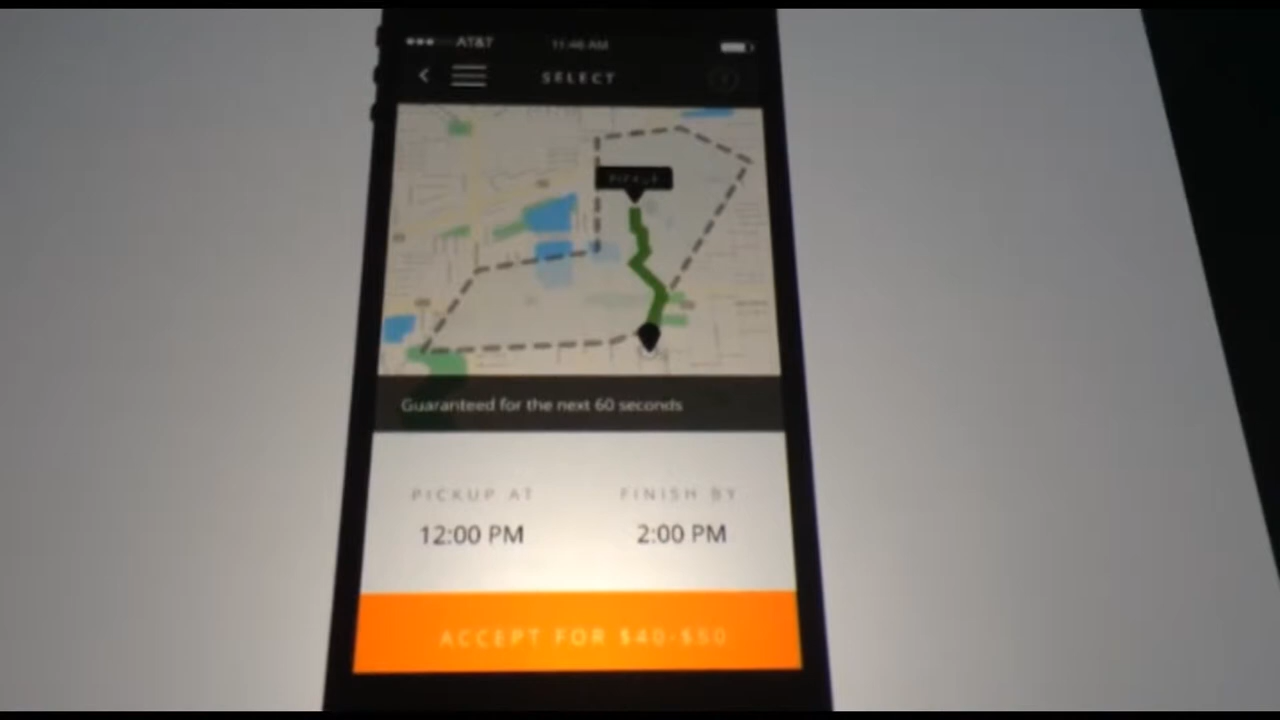 AT&T 11:46 AM
SELECT
PICKUP
Guaranteed for the next 60 seconds
PICKUP AT FINISH BY
12:00 PM 2:00 PM
ACCEPT FOR $40-$50